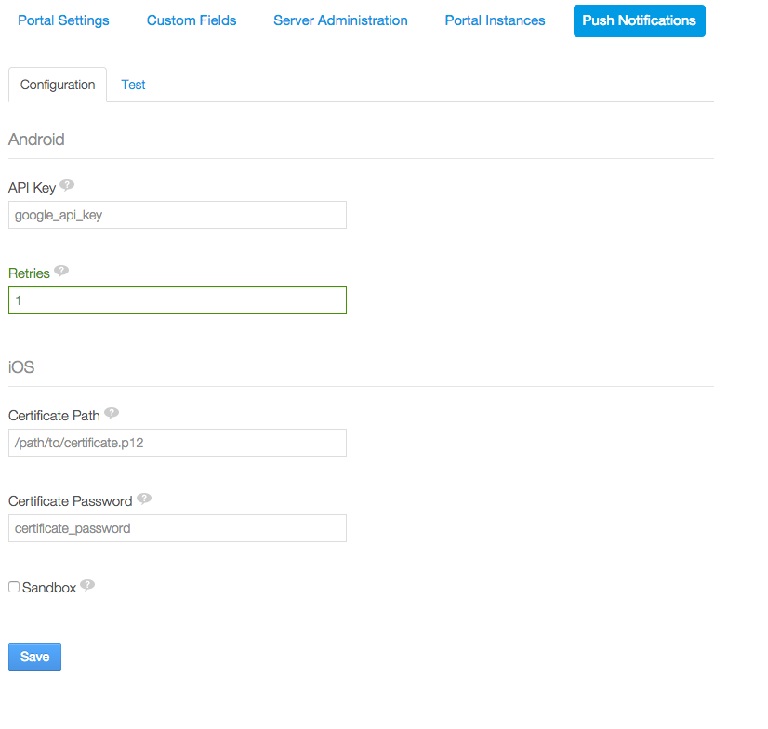 Portal Settings Custom Fields Server Administration Portal Instances Push Notifications
Configuration Test
Android
API Key ?
google_api_key
Retries ?
1
iOS
Certificate Path ?
/path/to/certificate.p12
Certificate Password ?
certificate_password
Sandbox ?
Save